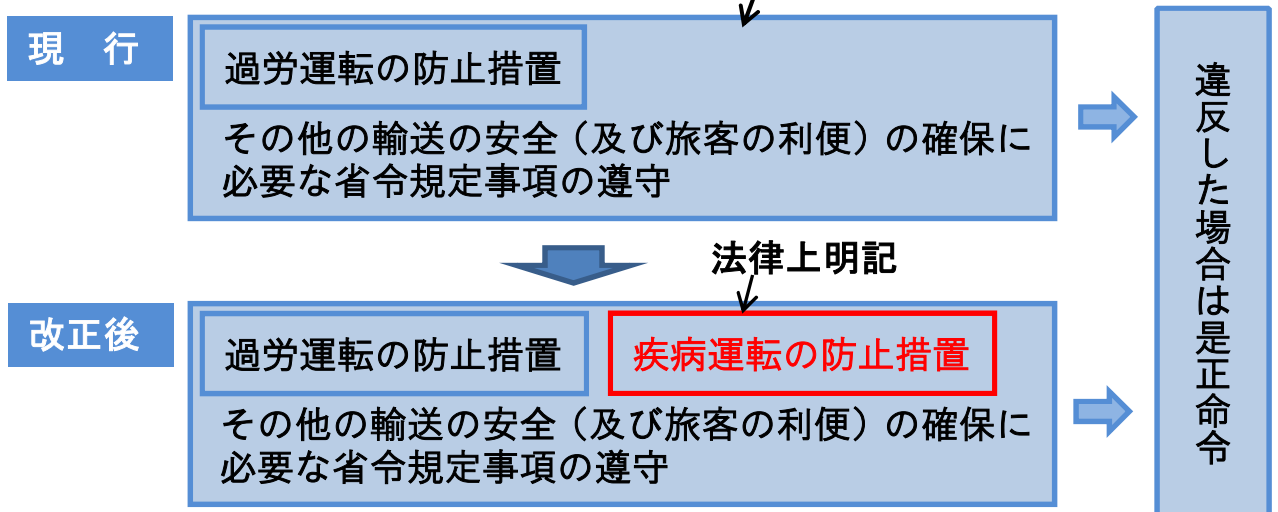 現　行
過労運転の防止措置
その他の輸送の安全（及び旅客の利便）の確保に
必要な省令規定事項の遵守
法律上明記
改正後
過労運転の防止措置
疾病運転の防止措置
その他の輸送の安全（及び旅客の利便）の確保に
必要な省令規定事項の遵守
違反した場合は是正命令